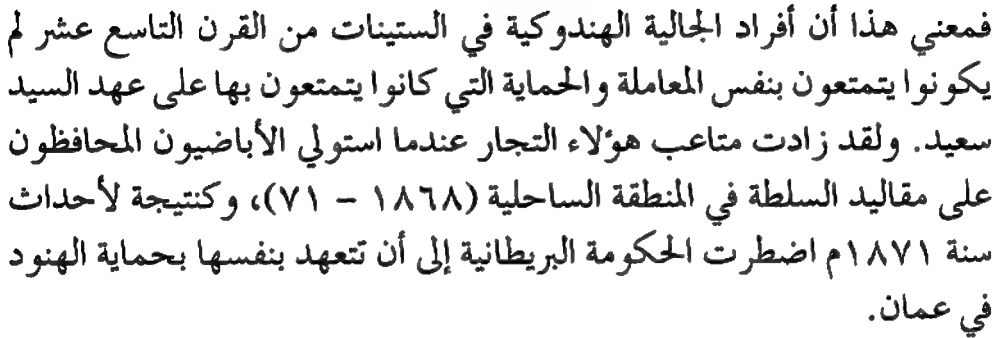 فمعني هذا أن أفراد الجالية الهندوكية في الستينات من القرن التاسع عشر لم
يكونوا يتمتعون بنفس المعاملة والحماية التي كانوا يتمتعون بها على عهد السيد
سعيد. ولقد زادت متاعب هؤلاء التجار عندما استولي الأباضيون المحافظون
على مقاليد السلطة في المنطقة الساحلية (١٨٦٨ - ٧١)، وكنتيجة لأحداث
سنة ١٨٧١م اضطرت الحكومة البريطانية إلى أن تتعهد بنفسها بحماية الهنود
في عمان.